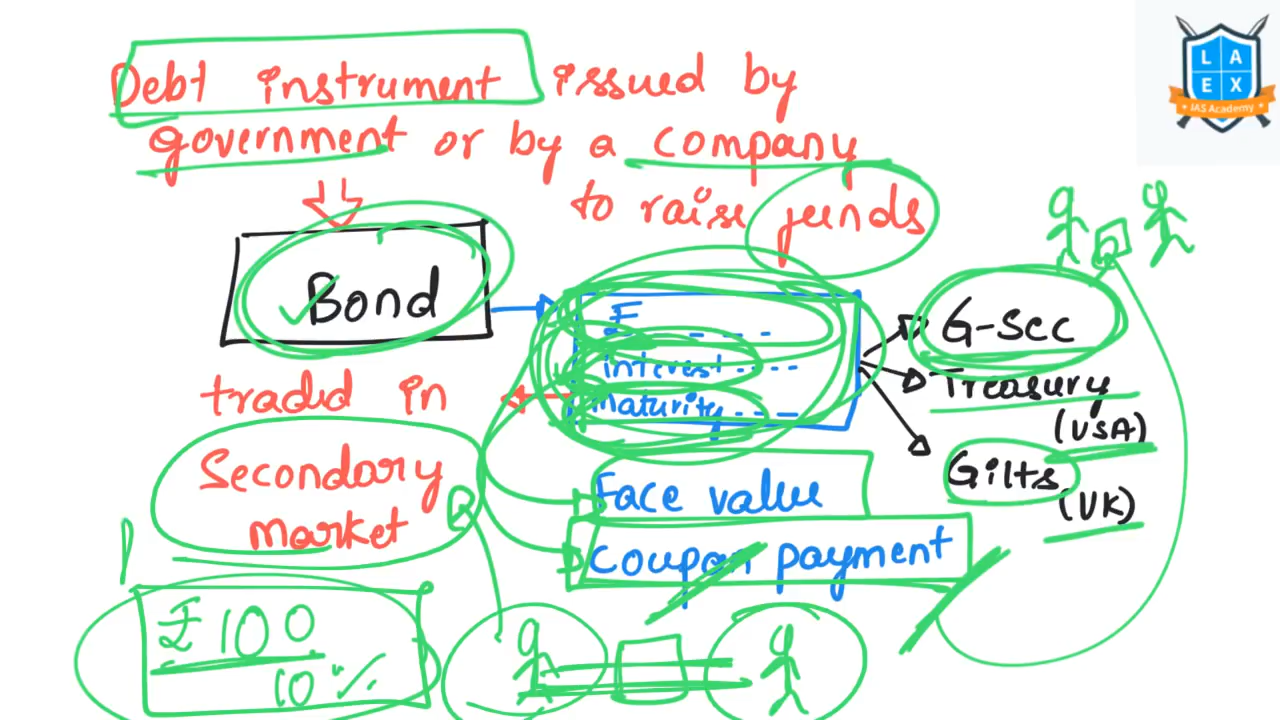 Debt instrument issued by
government or by a company
to raise funds
Bond
interest ....
maturity
G-Sec
Treasury
(USA)
Gilts
(UK)
traded in
Secondary
market
Face value
coupon payment
100
10%
L A
E X
IAS Academy